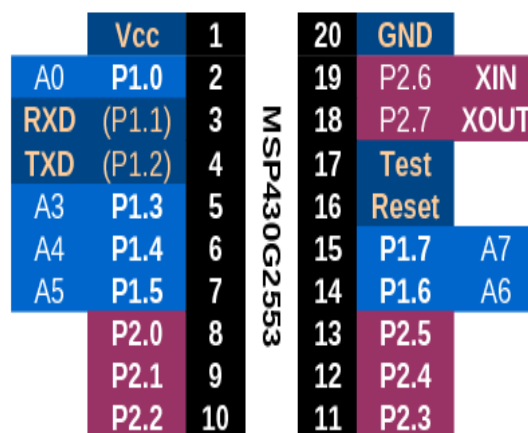 Vcc 1 20 GND
A0 P1.0 2 19 P2.6 XIN
RXD (P1.1) 3 18 P2.7 XOUT
TXD (P1.2) 4 17 Test
A3 P1.3 5 16 Reset
A4 P1.4 6 15 P1.7 A7
A5 P1.5 7 14 P1.6 A6
P2.0 8 13 P2.5
P2.1 9 12 P2.4
P2.2 10 11 P2.3
MSP430G2553